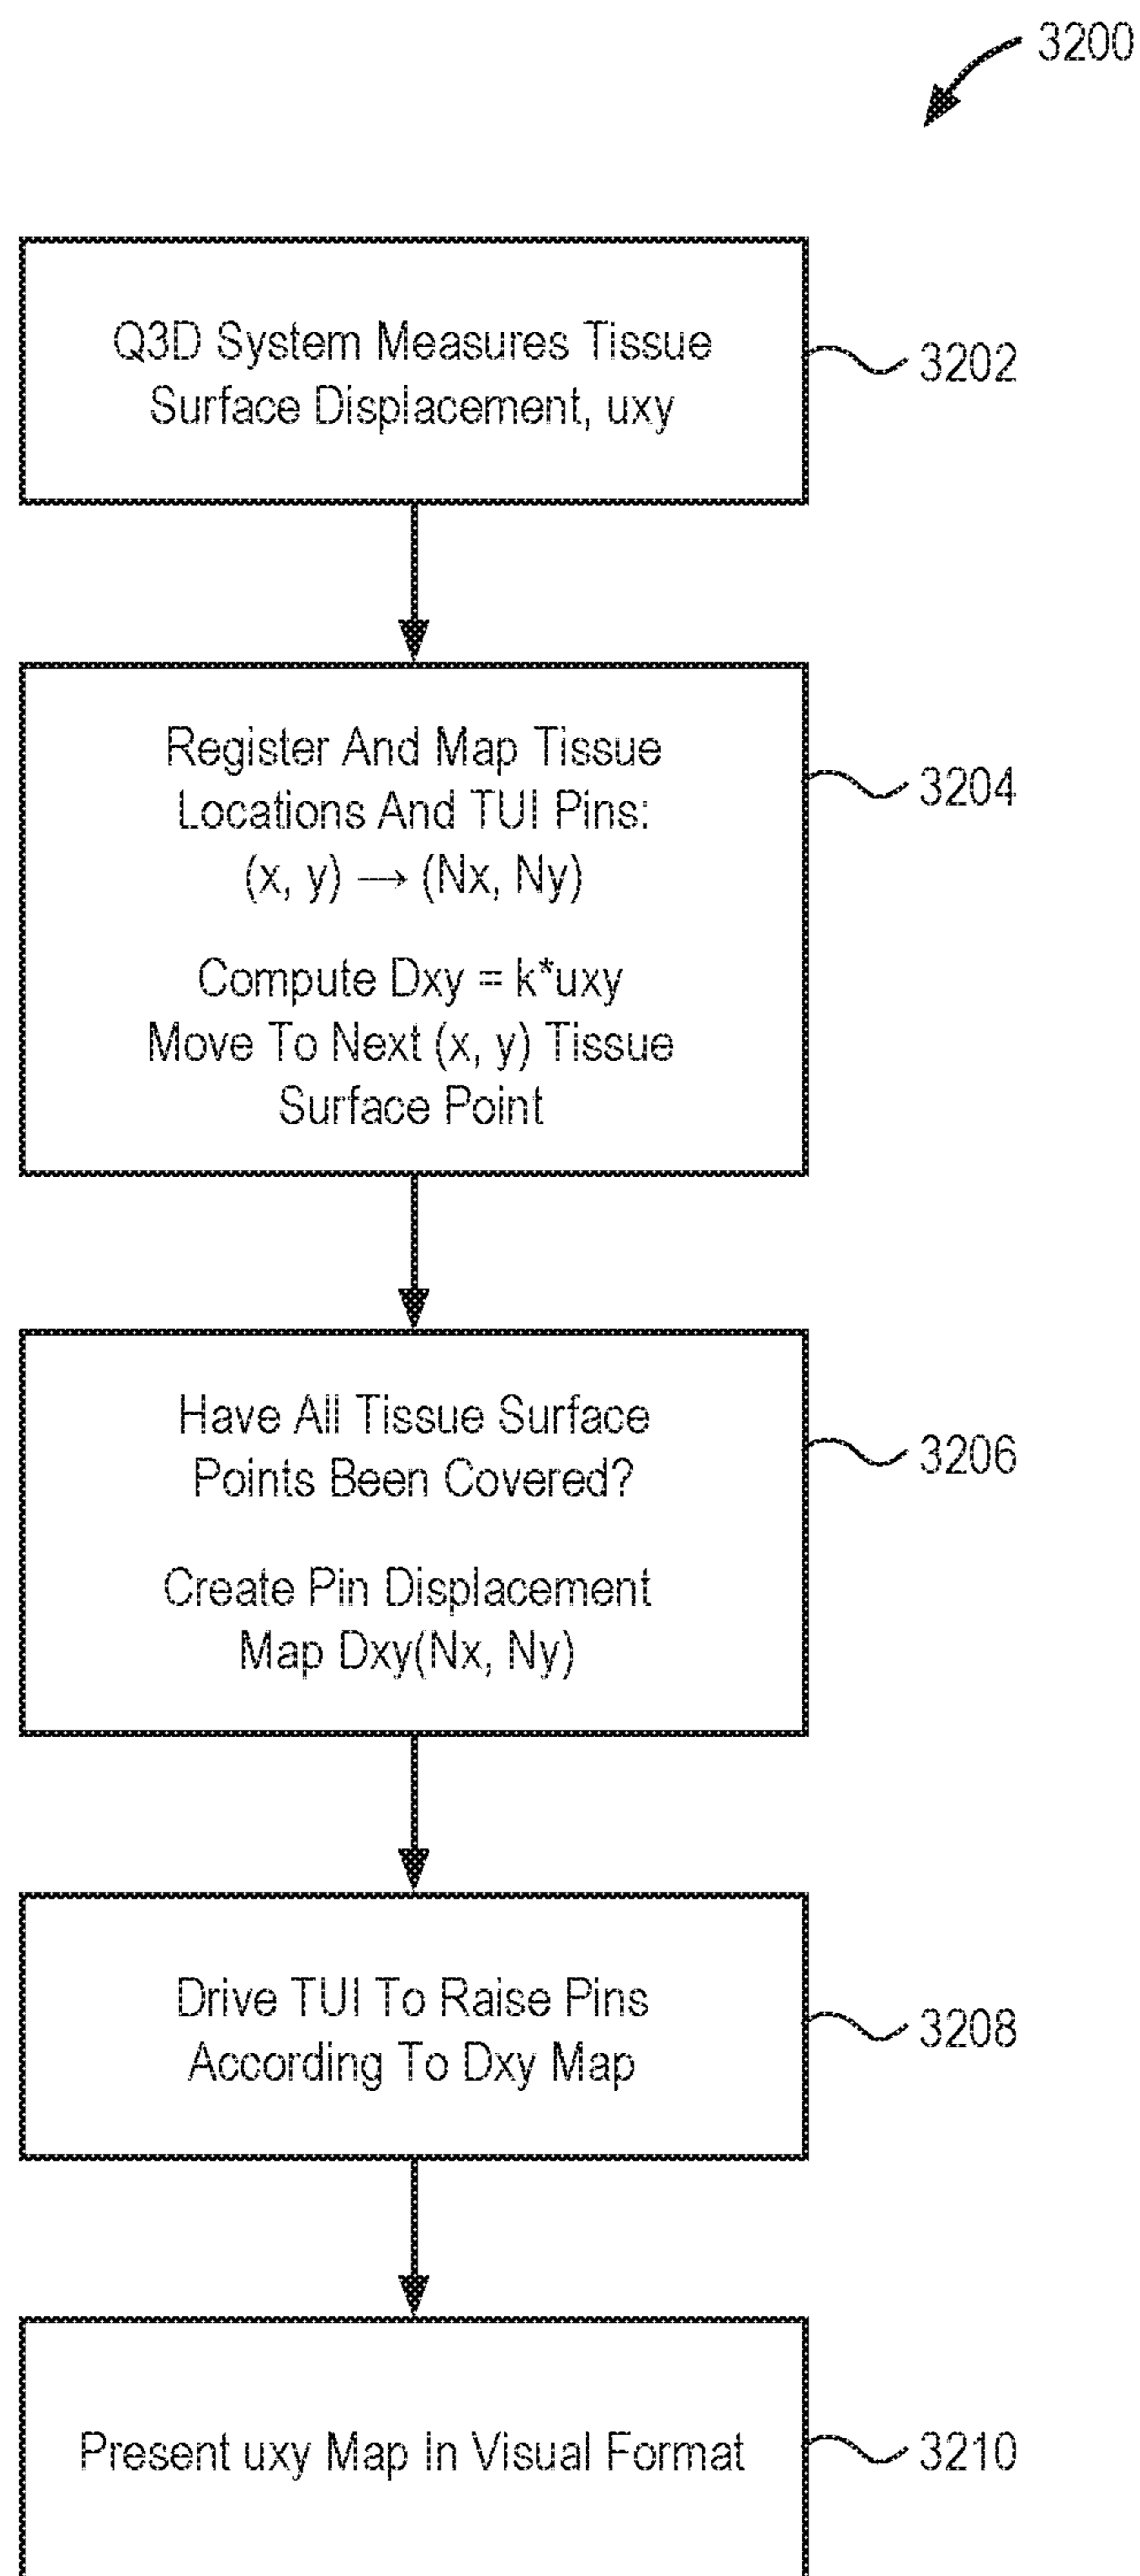 3200
Q3D System Measures Tissue
Surface Displacement, uxy
3202
Register And Map Tissue
Locations And TUI Pins:
(x, y) → (Nx, Ny)
Compute Dxy = k*uxy
Move To Next (x, y) Tissue
Surface Point
3204
Have All Tissue Surface
Points Been Covered?
Create Pin Displacement
Map Dxy(Nx, Ny)
3206
Drive TUI To Raise Pins
According To Dxy Map
3208
Present uxy Map In Visual Format
3210